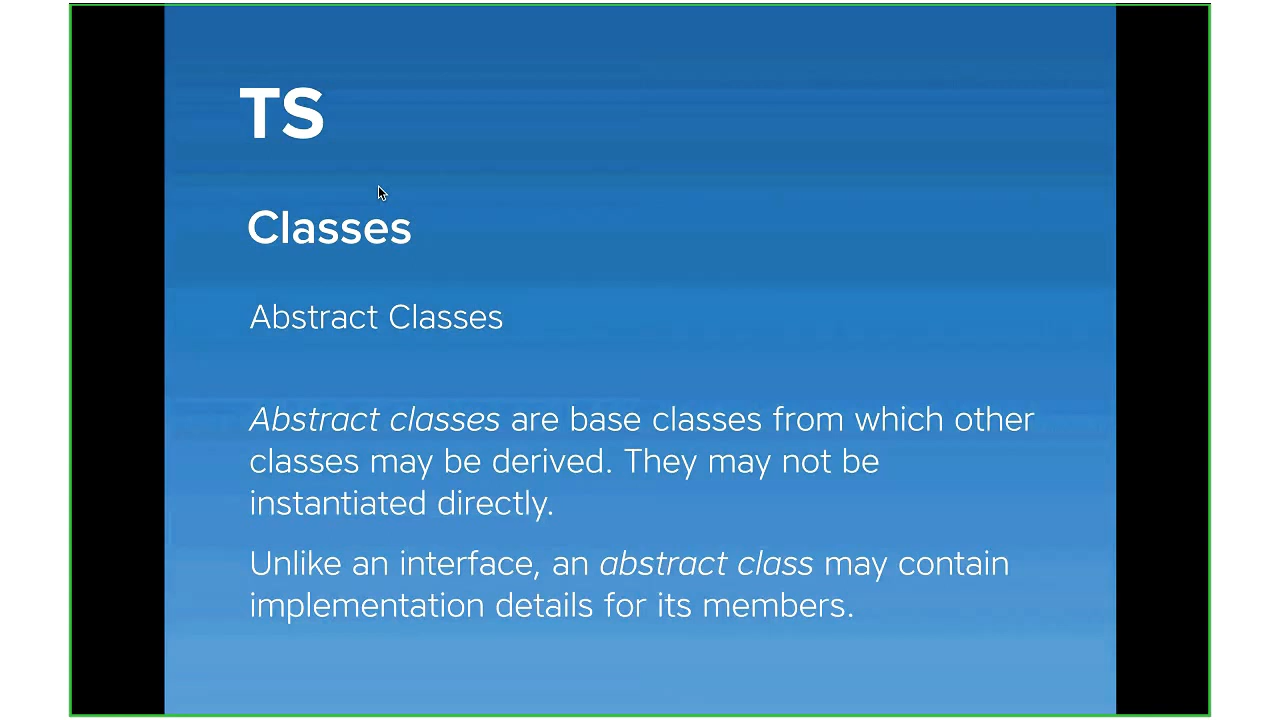 TS
Classes
Abstract Classes
Abstract classes are base classes from which other
classes may be derived. They may not be
instantiated directly.
Unlike an interface, an abstract class may contain
implementation details for its members.